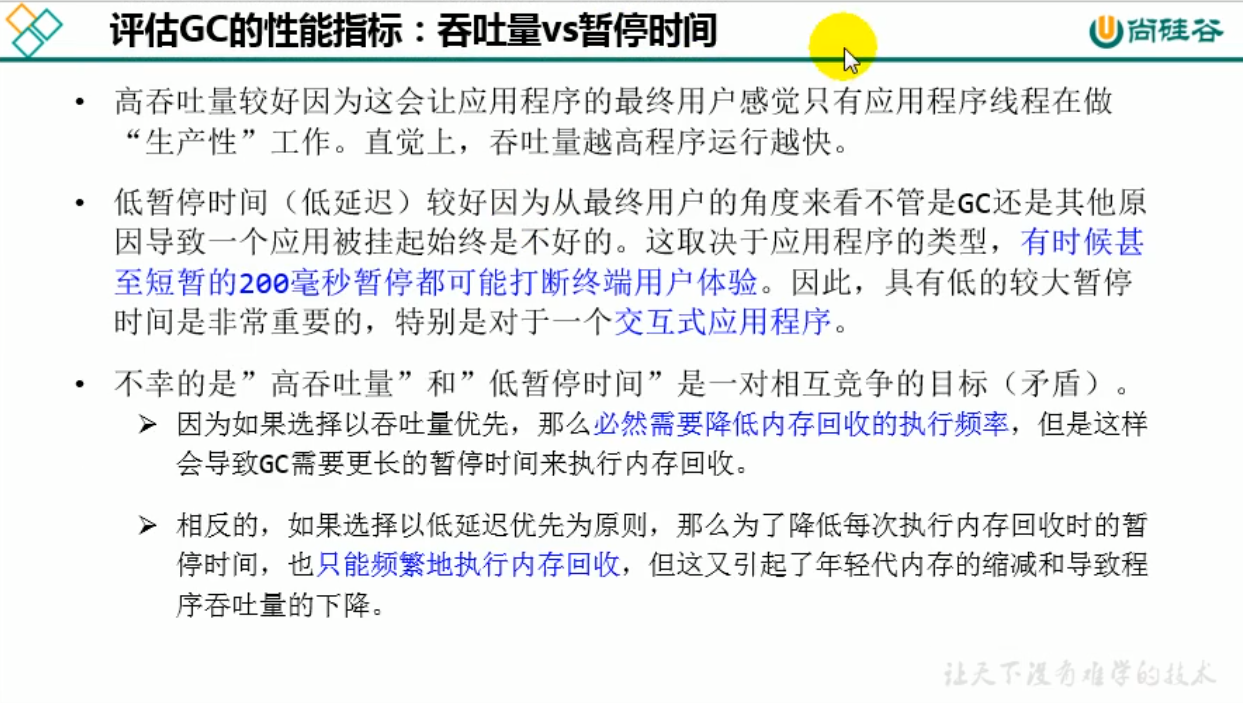 评估GC的性能指标：吞吐量vs暂停时间
尚硅谷
• 高吞吐量较好因为这会让应用程序的最终用户感觉只有应用程序线程在做
“生产性”工作。直觉上，吞吐量越高程序运行越快。
• 低暂停时间（低延迟）较好因为从最终用户的角度来看不管是GC还是其他原
因导致一个应用被挂起始终是不好的。这取决于应用程序的类型，有时候甚
至短暂的200毫秒暂停都可能打断终端用户体验。因此，具有低的较大暂停
时间是非常重要的，特别是对于一个交互式应用程序。
• 不幸的是”高吞吐量”和”低暂停时间”是一对相互竞争的目标（矛盾）。
➢ 因为如果选择以吞吐量优先，那么必然需要降低内存回收的执行频率，但是这样
会导致GC需要更长的暂停时间来执行内存回收。
➢ 相反的，如果选择以低延迟优先为原则，那么为了降低每次执行内存回收时的暂
停时间，也只能频繁地执行内存回收，但这又引起了年轻代内存的缩减和导致程
序吞吐量的下降。
让天下没有难学的技术